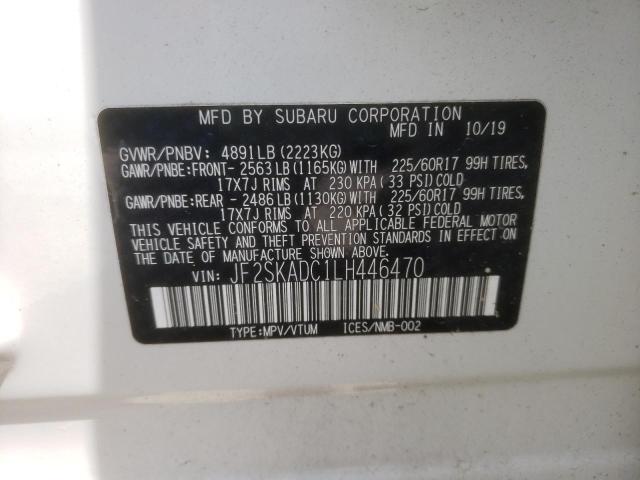 MFD BY SUBARU CORPORATION
MFD IN 10/19
GVWR/PNBV: 4891LB (2223KG)
GAWR/PNBE:FRONT- 2563LB (1165KG) WITH 225/60R17 99H TIRES,
17X7J RIMS AT 230 KPA (33 PSI) COLD
GAWR/PNBE:REAR - 2486LB (1130KG) WITH 225/60R17 99H TIRES,
17X7J RIMS AT 220 KPA (32 PSI) COLD
THIS VEHICLE CONFORMS TO ALL APPLICABLE FEDERAL MOTOR
VEHICLE SAFETY AND THEFT PREVENTION STANDARDS IN EFFECT ON
THE DATE OF MANUFACTURE SHOWN ABOVE.
VIN: JF2SKADC1LH446470
TYPE:MPV/VTUM ICES/NMB-002